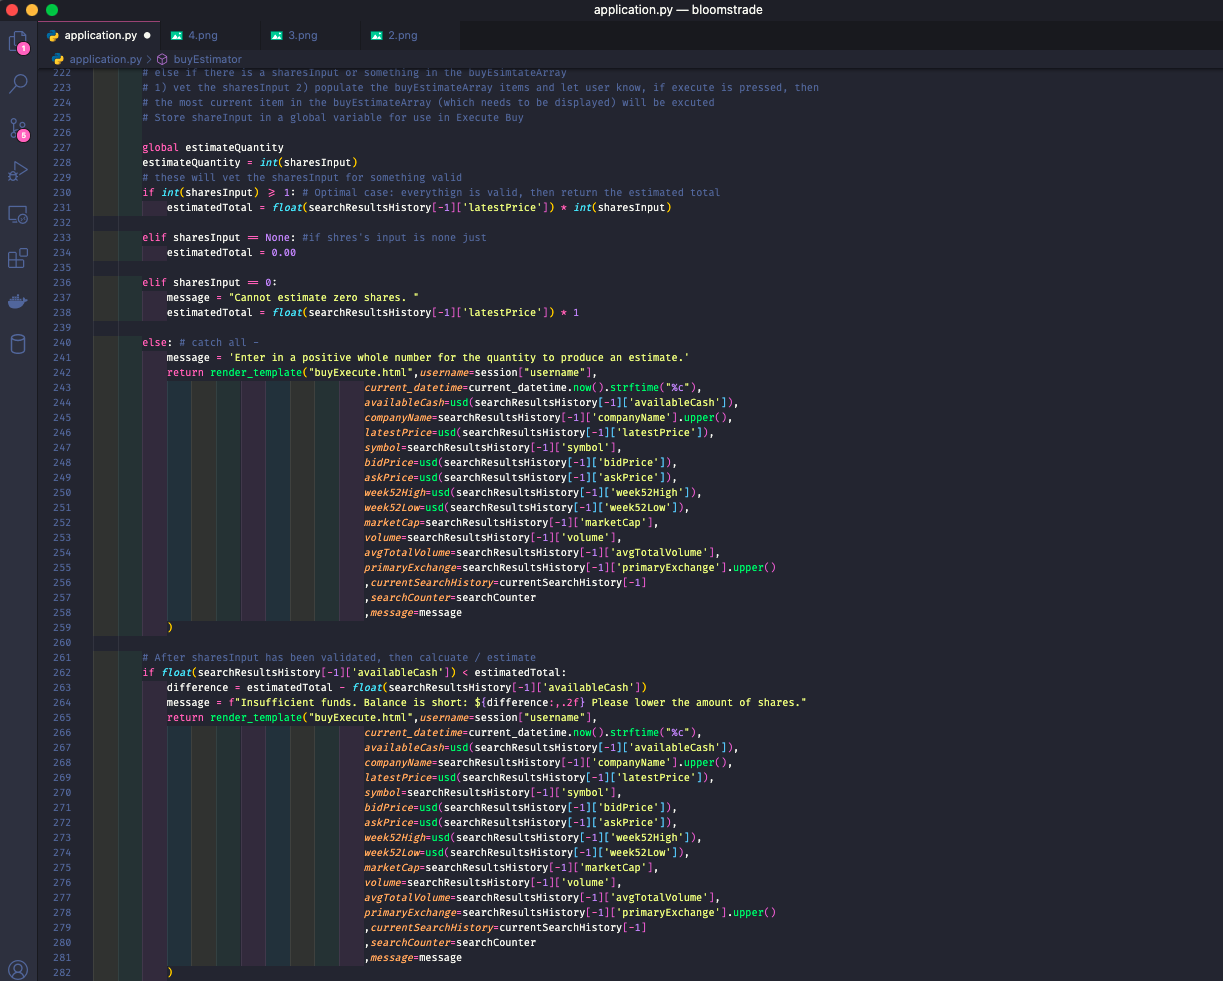 application.py — bloomstrade
application.py
4.png
3.png
2.png
application.py > buyEstimator
1
6
222 # else if there is a sharesInput or something in the buyEsimtateArray
223 # 1) vet the sharesInput 2) populate the buyEstimateArray items and let user know, if execute is pressed, then
224 # the most current item in the buyEstimateArray (which needs to be displayed) will be excuted
225 # Store shareInput in a global variable for use in Execute Buy
226
227 global estimateQuantity
228 estimateQuantity = int(sharesInput)
229 # these will vet the sharesInput for something valid
230 if int(sharesInput) ≥ 1: # Optimal case: everythign is valid, then return the estimated total
231 estimatedTotal = float(searchResultsHistory[-1]['latestPrice']) * int(sharesInput)
232
233 elif sharesInput == None: #if shres's input is none just
234 estimatedTotal = 0.00
235
236 elif sharesInput == 0:
237 message = "Cannot estimate zero shares. "
238 estimatedTotal = float(searchResultsHistory[-1]['latestPrice']) * 1
239
240 else: # catch all -
241 message = 'Enter in a positive whole number for the quantity to produce an estimate.'
242 return render_template("buyExecute.html",username=session["username"],
243 current_datetime=current_datetime.now().strftime("%c"),
244 availableCash=usd(searchResultsHistory[-1]['availableCash']),
245 companyName=searchResultsHistory[-1]['companyName'].upper(),
246 latestPrice=usd(searchResultsHistory[-1]['latestPrice']),
247 symbol=searchResultsHistory[-1]['symbol'],
248 bidPrice=usd(searchResultsHistory[-1]['bidPrice']),
249 askPrice=usd(searchResultsHistory[-1]['askPrice']),
250 week52High=usd(searchResultsHistory[-1]['week52High']),
251 week52Low=usd(searchResultsHistory[-1]['week52Low']),
252 marketCap=searchResultsHistory[-1]['marketCap'],
253 volume=searchResultsHistory[-1]['volume'],
254 avgTotalVolume=searchResultsHistory[-1]['avgTotalVolume'],
255 primaryExchange=searchResultsHistory[-1]['primaryExchange'].upper()
256 ,currentSearchHistory=currentSearchHistory[-1]
257 ,searchCounter=searchCounter
258 ,message=message
259 )
260
261 # After sharesInput has been validated, then calcuate / estimate
262 if float(searchResultsHistory[-1]['availableCash']) < estimatedTotal:
263 difference = estimatedTotal - float(searchResultsHistory[-1]['availableCash'])
264 message = f"Insufficient funds. Balance is short: ${difference:,.2f} Please lower the amount of shares."
265 return render_template("buyExecute.html",username=session["username"],
266 current_datetime=current_datetime.now().strftime("%c"),
267 availableCash=usd(searchResultsHistory[-1]['availableCash']),
268 companyName=searchResultsHistory[-1]['companyName'].upper(),
269 latestPrice=usd(searchResultsHistory[-1]['latestPrice']),
270 symbol=searchResultsHistory[-1]['symbol'],
271 bidPrice=usd(searchResultsHistory[-1]['bidPrice']),
272 askPrice=usd(searchResultsHistory[-1]['askPrice']),
273 week52High=usd(searchResultsHistory[-1]['week52High']),
274 week52Low=usd(searchResultsHistory[-1]['week52Low']),
275 marketCap=searchResultsHistory[-1]['marketCap'],
276 volume=searchResultsHistory[-1]['volume'],
277 avgTotalVolume=searchResultsHistory[-1]['avgTotalVolume'],
278 primaryExchange=searchResultsHistory[-1]['primaryExchange'].upper()
279 ,currentSearchHistory=currentSearchHistory[-1]
280 ,searchCounter=searchCounter
281 ,message=message
282 )